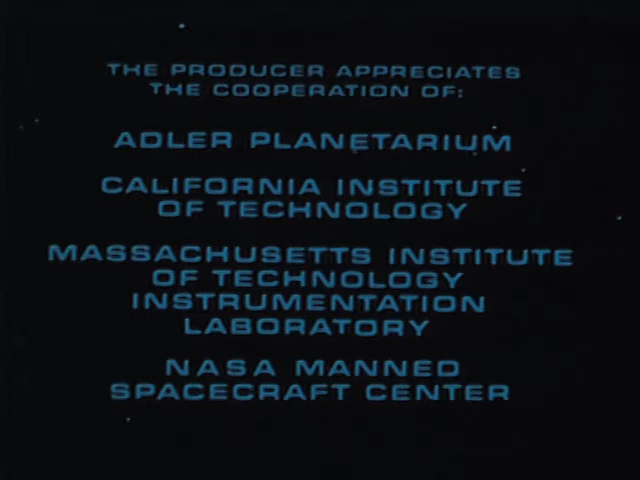 THE PRODUCER APPRECIATES
THE COOPERATION OF:
ADLER PLANETARIUM
CALIFORNIA INSTITUTE
OF TECHNOLOGY
MASSACHUSETTS INSTITUTE
OF TECHNOLOGY
INSTRUMENTATION
LABORATORY
NASA MANNED
SPACECRAFT CENTER